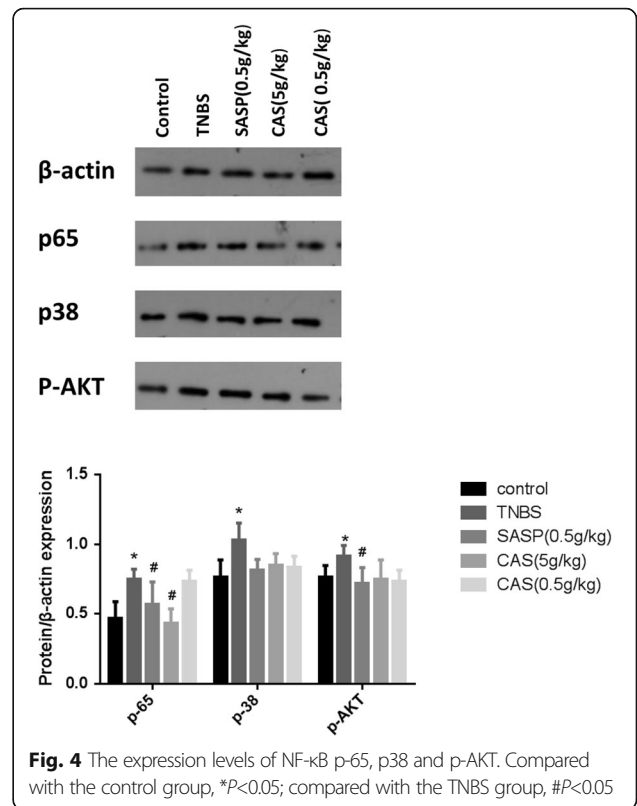 Control
TNBS
SASP(0.5g/kg)
CAS(5g/kg)
CAS( 0.5g/kg)
β-actin
p65
p38
P-AKT
Protein/β-actin expression
1.5
1.0
0.5
0.0
*
#
#
*
*
#
p-65
p-38
p-AKT
control
TNBS
SASP(0.5g/kg)
CAS(5g/kg)
CAS(0.5g/kg)
Fig. 4 The expression levels of NF-κB p-65, p38 and p-AKT. Compared
with the control group, *P<0.05; compared with the TNBS group, #P<0.05